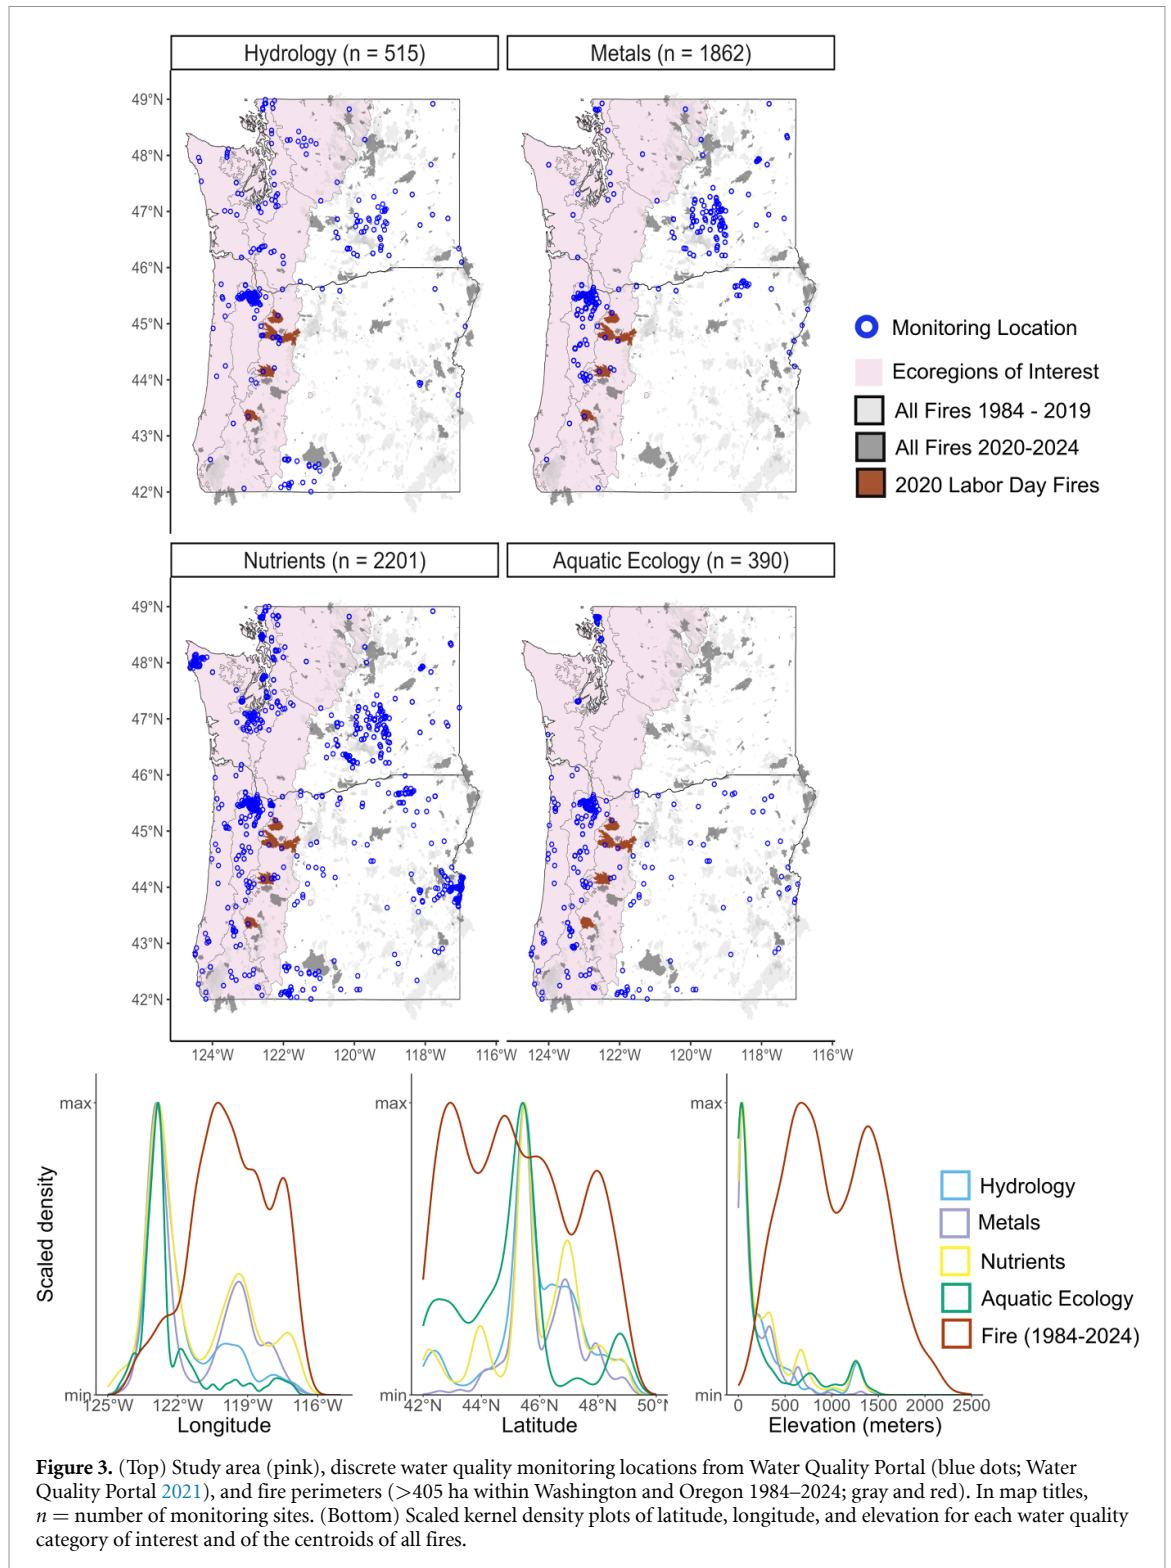 Hydrology (n = 515)
Metals (n = 1862)
49°N
48°N
47°N
46°N
45°N
44°N
43°N
42°N
Monitoring Location
Ecoregions of Interest
All Fires 1984 - 2019
All Fires 2020-2024
2020 Labor Day Fires
Nutrients (n = 2201)
Aquatic Ecology (n = 390)
49°N
48°N
47°N
46°N
45°N
44°N
43°N
42°N
124°W 122°W 120°W 118°W 116°W 124°W 122°W 120°W 118°W 116°W
Scaled density
max
min
125°W 122°W 119°W 116°W
Longitude
max
min
42°N 44°N 46°N 48°N 50°N
Latitude
max
min
0 500 1000 1500 2000 2500
Elevation (meters)
Hydrology
Metals
Nutrients
Aquatic Ecology
Fire (1984-2024)
Figure 3. (Top) Study area (pink), discrete water quality monitoring locations from Water Quality Portal (blue dots; Water
Quality Portal 2021), and fire perimeters (>405 ha within Washington and Oregon 1984–2024; gray and red). In map titles,
n = number of monitoring sites. (Bottom) Scaled kernel density plots of latitude, longitude, and elevation for each water quality
category of interest and of the centroids of all fires.